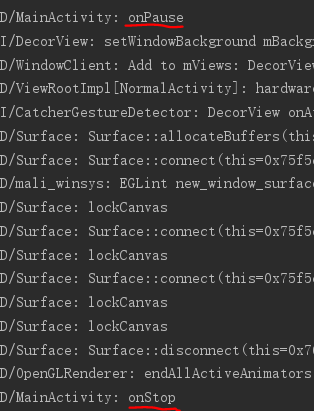 D/MainActivity: onPause
I/DecorView: setWindowBackground mBackg
D/WindowClient: Add to mViews: DecorView
D/ViewRootImpl[NormalActivity]: hardware
I/CatcherGestureDetector: DecorView onA
D/Surface: Surface::allocateBuffers(this
D/Surface: Surface::connect(this=0x75f5
D/mali_winsys: EGLint new_window_surfac
D/Surface: lockCanvas
D/Surface: Surface::connect(this=0x75f5
D/Surface: lockCanvas
D/Surface: Surface::connect(this=0x75f5
D/Surface: lockCanvas
D/Surface: lockCanvas
D/Surface: Surface::disconnect(this=0x7
D/OpenGLRenderer: endAllActiveAnimators
D/MainActivity: onStop